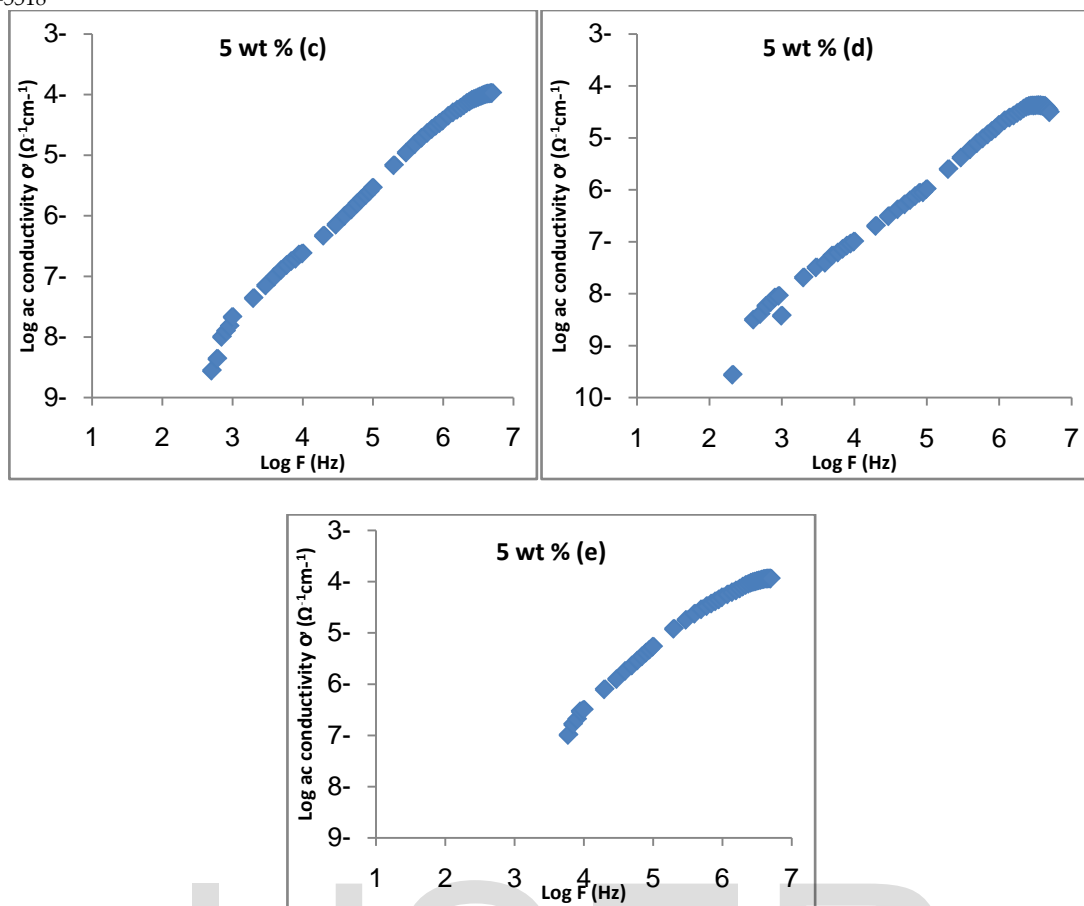 5 wt % (c)
Log ac conductivity σ' (Ω⁻¹cm⁻¹)
3-
4-
5-
6-
7-
8-
9-
1 2 3 4 5 6 7
Log F (Hz)
5 wt % (d)
Log ac conductivity σ' (Ω⁻¹cm⁻¹)
3-
4-
5-
6-
7-
8-
9-
10-
1 2 3 4 5 6 7
Log F (Hz)
5 wt % (e)
Log ac conductivity σ' (Ω⁻¹cm⁻¹)
3-
4-
5-
6-
7-
8-
9-
1 2 3 4 5 6 7
Log F (Hz)